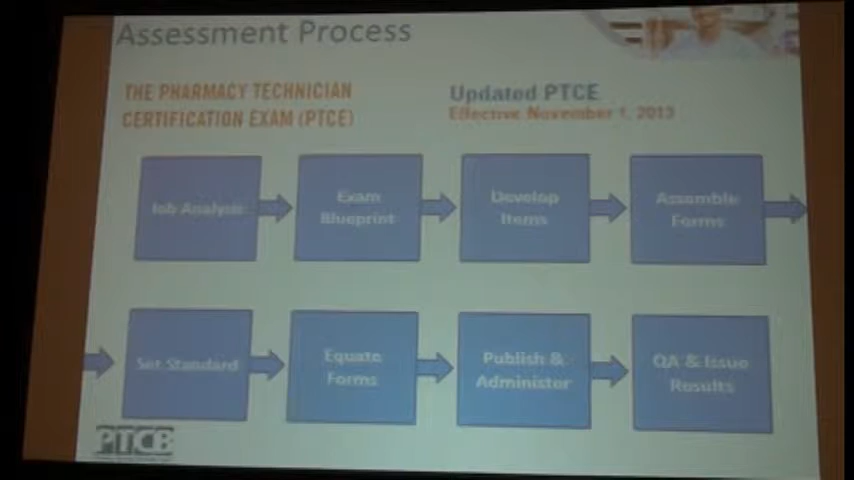 Assessment Process
THE PHARMACY TECHNICIAN
CERTIFICATION EXAM (PTCE)
Updated PTCE
Effective November 1, 2013
Job Analysis
Exam
Blueprint
Develop
Items
Assemble
Forms
Set Standard
Equate
Forms
Publish &
Administer
QA & Issue
Results
PTCB